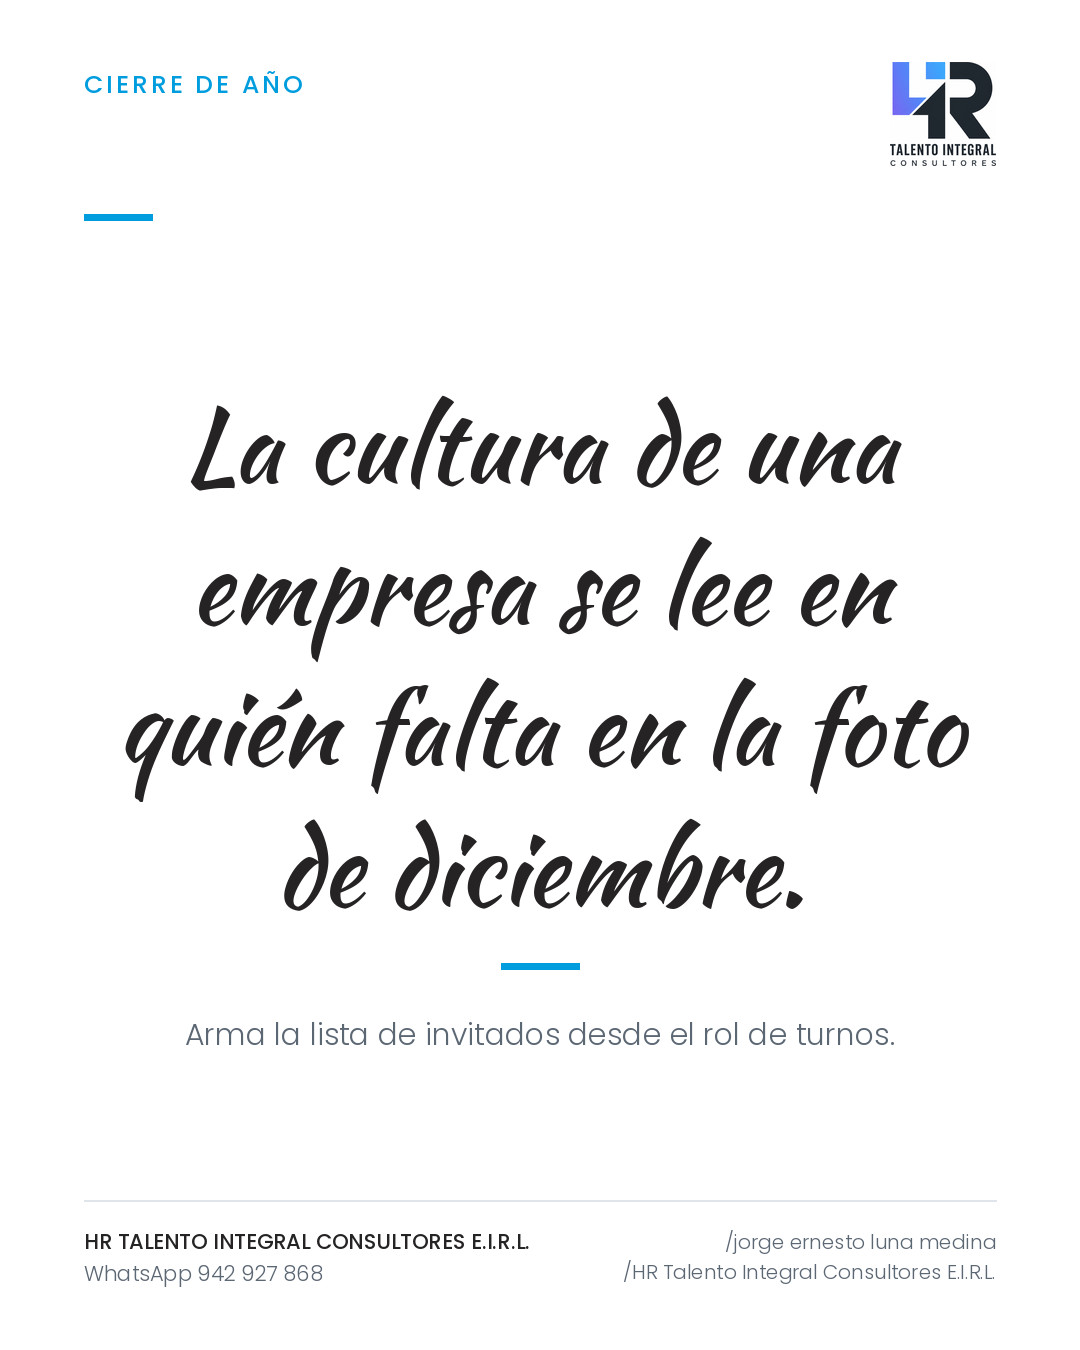 CIERRE DE AÑO
HR
TALENTO INTEGRAL
CONSULTORES
La cultura de una
empresa se lee en
quién falta en la foto
de diciembre.
Arma la lista de invitados desde el rol de turnos.
HR TALENTO INTEGRAL CONSULTORES E.I.R.L.
WhatsApp 942 927 868
/jorge ernesto luna medina
/HR Talento Integral Consultores E.I.R.L.